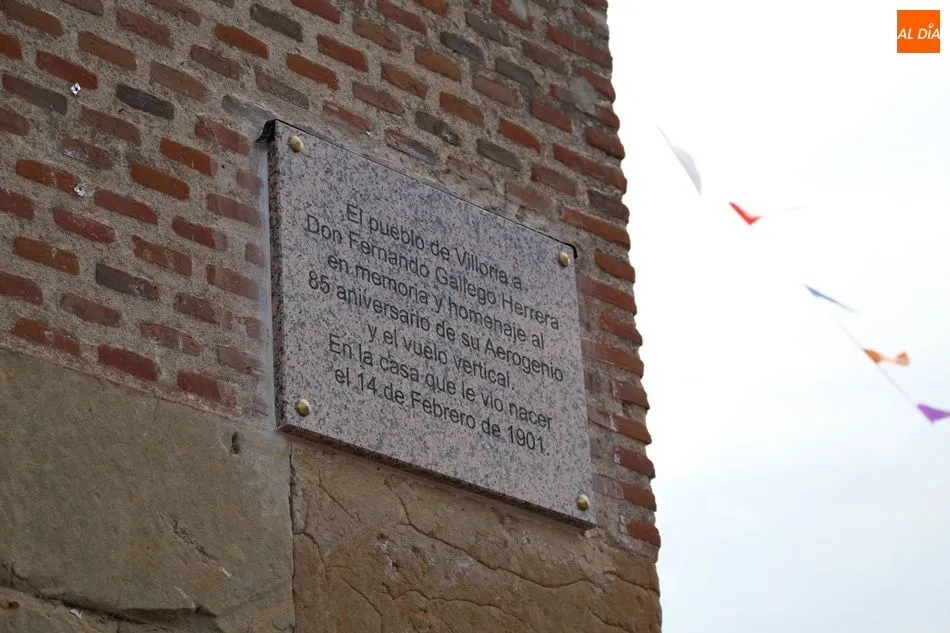 El pueblo de Villoria a
Don Fernando Gallego Herrera
en memoria y homenaje al
85 aniversario de su Aerogenio
y el vuelo vertical.
En la casa que le vio nacer
el 14 de Febrero de 1901.
AL DÍA